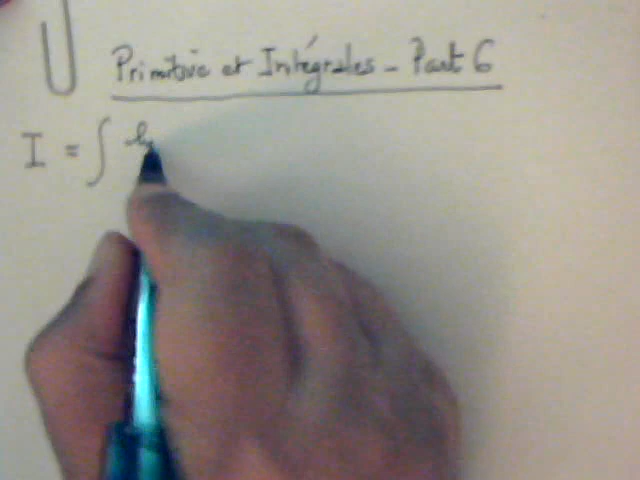 Primitive et Intégrales - Part 6
I = ∫